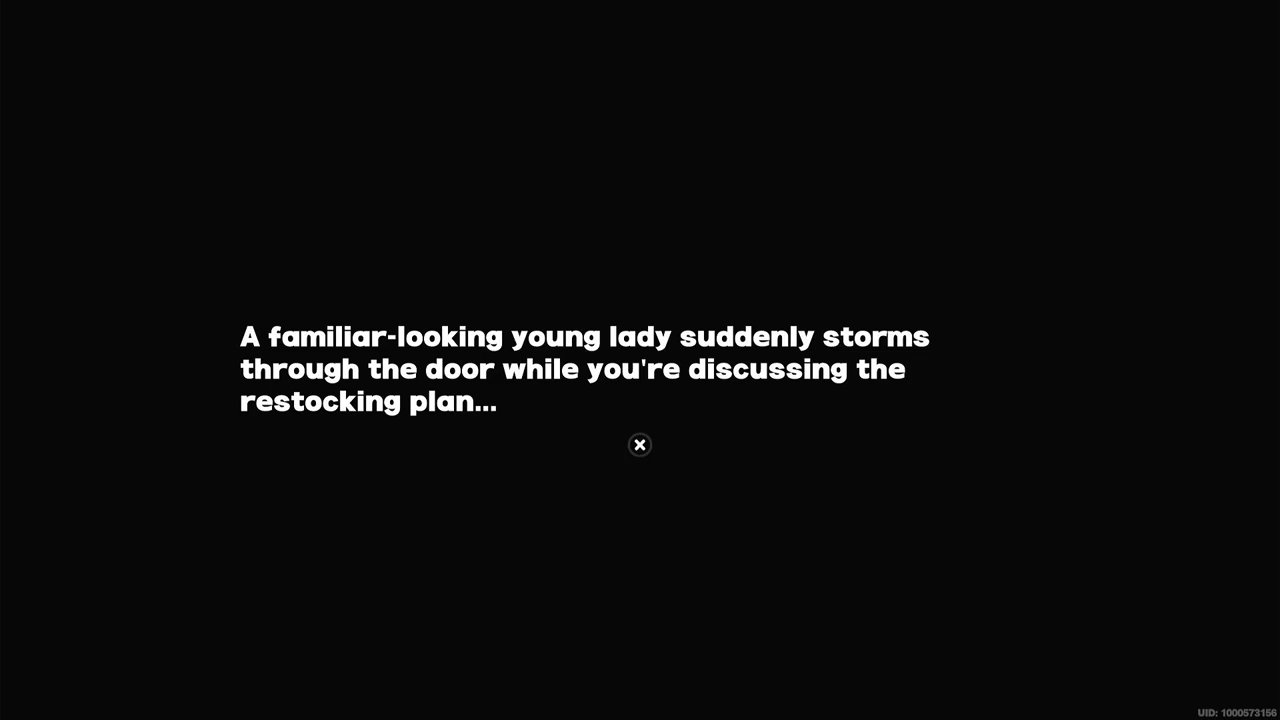 A familiar-looking young lady suddenly storms
through the door while you're discussing the
restocking plan...
UID: 1000573156